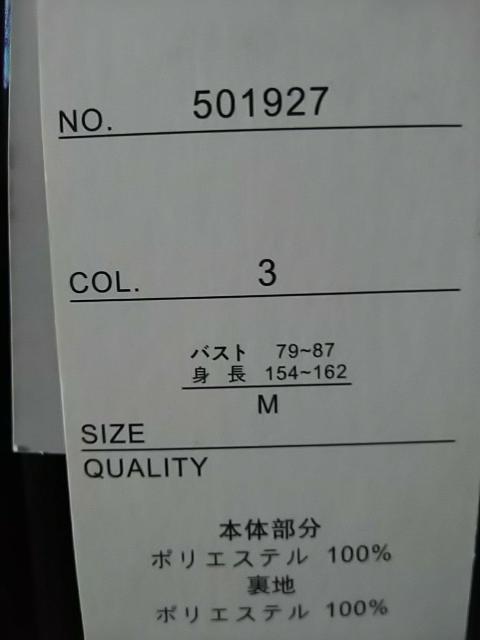 NO. 501927
COL. 3
バスト 79~87
身長 154~162
M
SIZE
QUALITY
本体部分
ポリエステル 100%
裏地
ポリエステル 100%